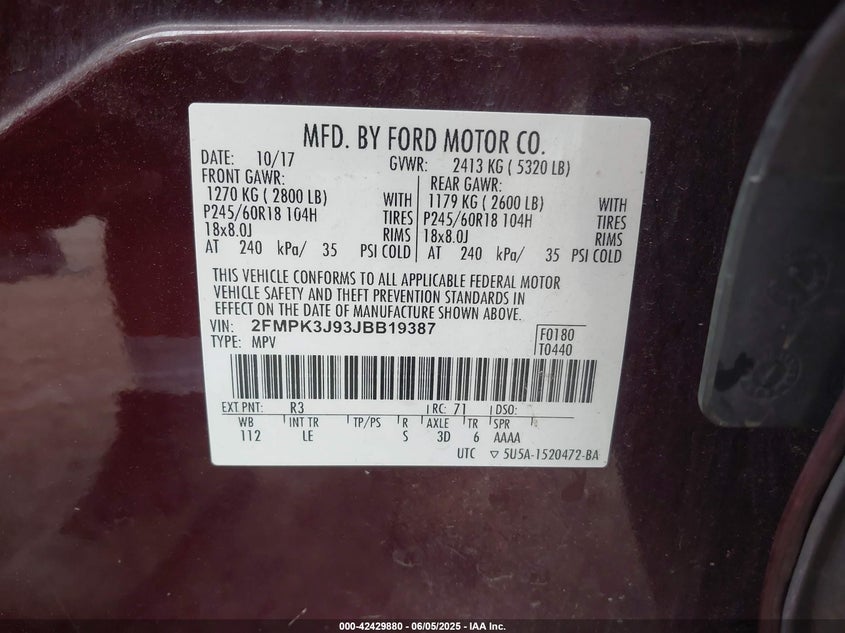 MFD. BY FORD MOTOR CO.
DATE: 10/17 GVWR: 2413 KG ( 5320 LB)
FRONT GAWR: REAR GAWR:
1270 KG ( 2800 LB) WITH 1179 KG ( 2600 LB) WITH
P245/60R18 104H TIRES P245/60R18 104H TIRES
18x8.0J RIMS 18x8.0J RIMS
AT 240 kPa/ 35 PSI COLD AT 240 kPa/ 35 PSI COLD
THIS VEHICLE CONFORMS TO ALL APPLICABLE FEDERAL MOTOR
VEHICLE SAFETY AND THEFT PREVENTION STANDARDS IN
EFFECT ON THE DATE OF MANUFACTURE SHOWN ABOVE.
VIN: 2FMPK3J93JBB19387 F0180
TYPE: MPV T0440
EXT PNT: R3 RC: 71 DSO:
WB INT TR TP/PS R AXLE TR SPR
112 LE S 3D 6 AAAA
UTC ▽ 5U5A-1520472-BA
000-42429880 - 06/05/2025 - IAA Inc.